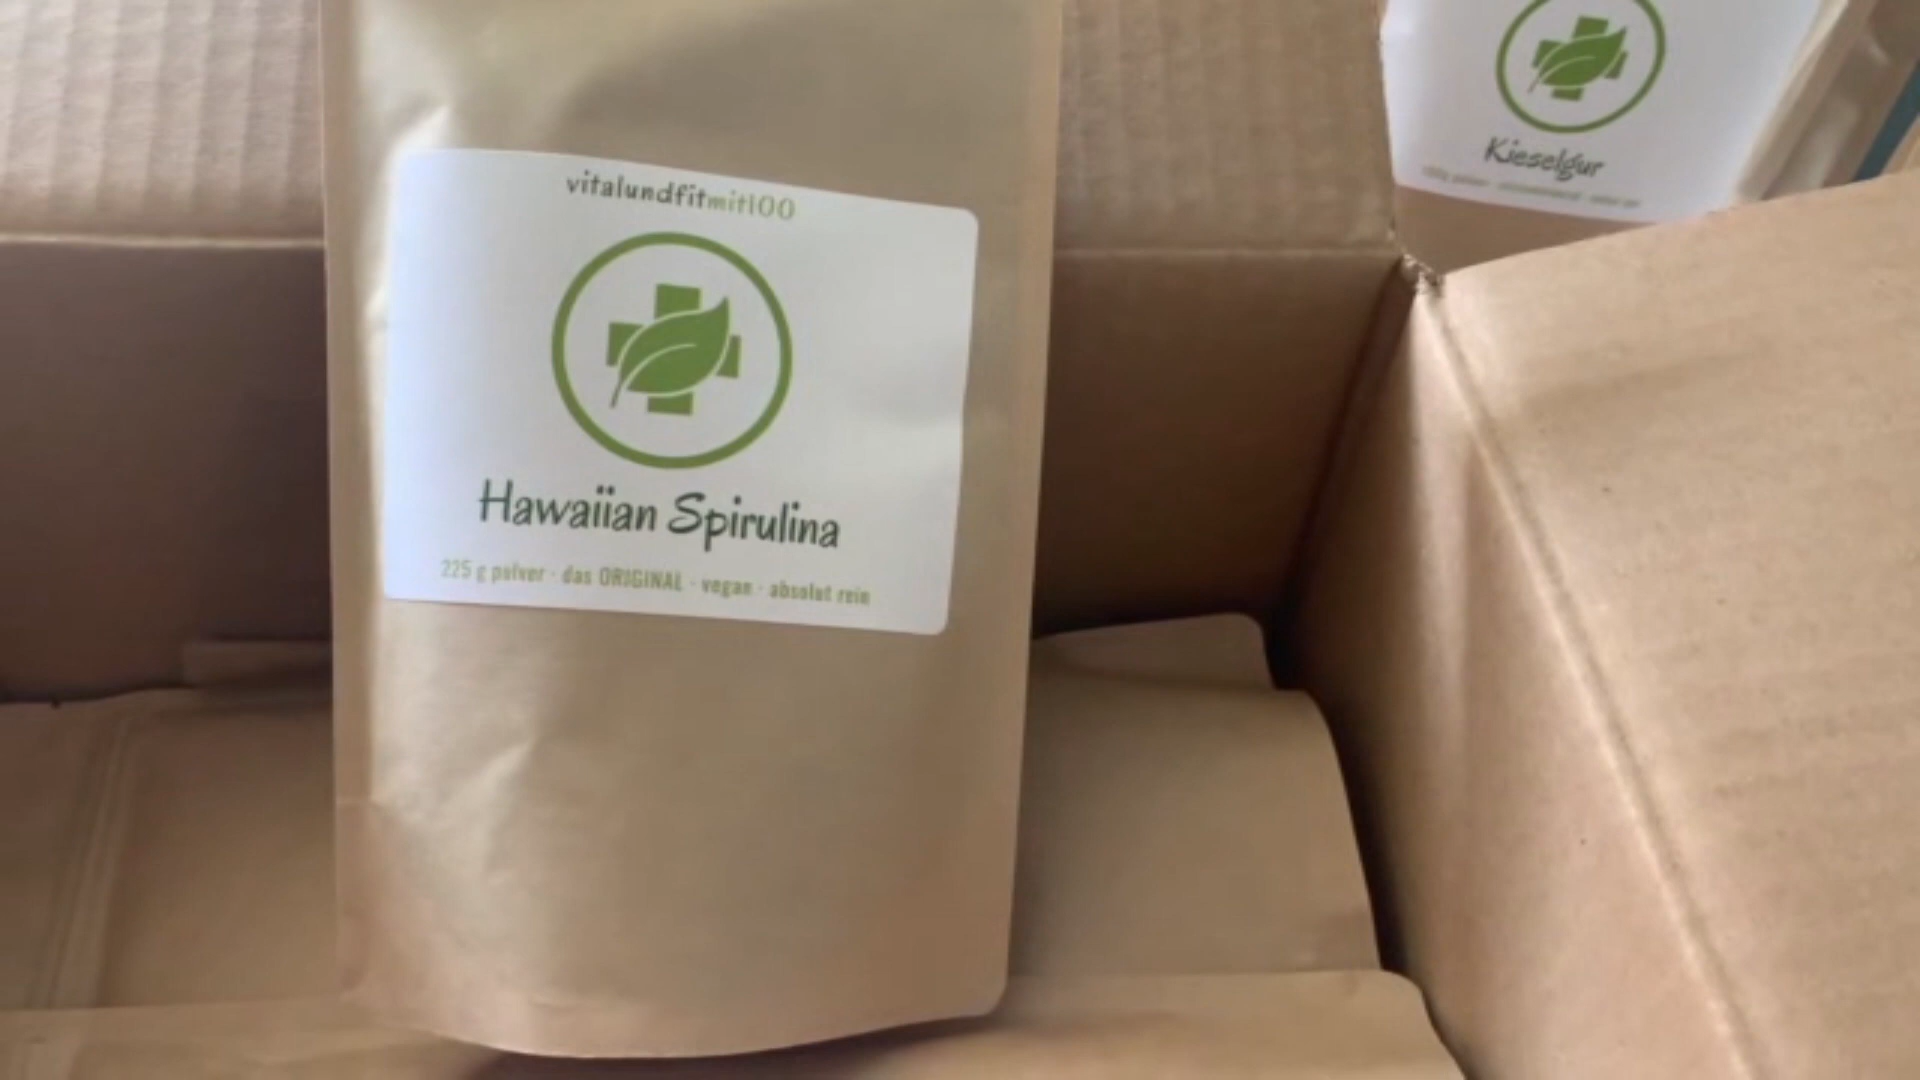 vitalundfitmit100
Hawaiian Spirulina
225 g pulver · das ORIGINAL · vegan · absolut rein
Kieselgur